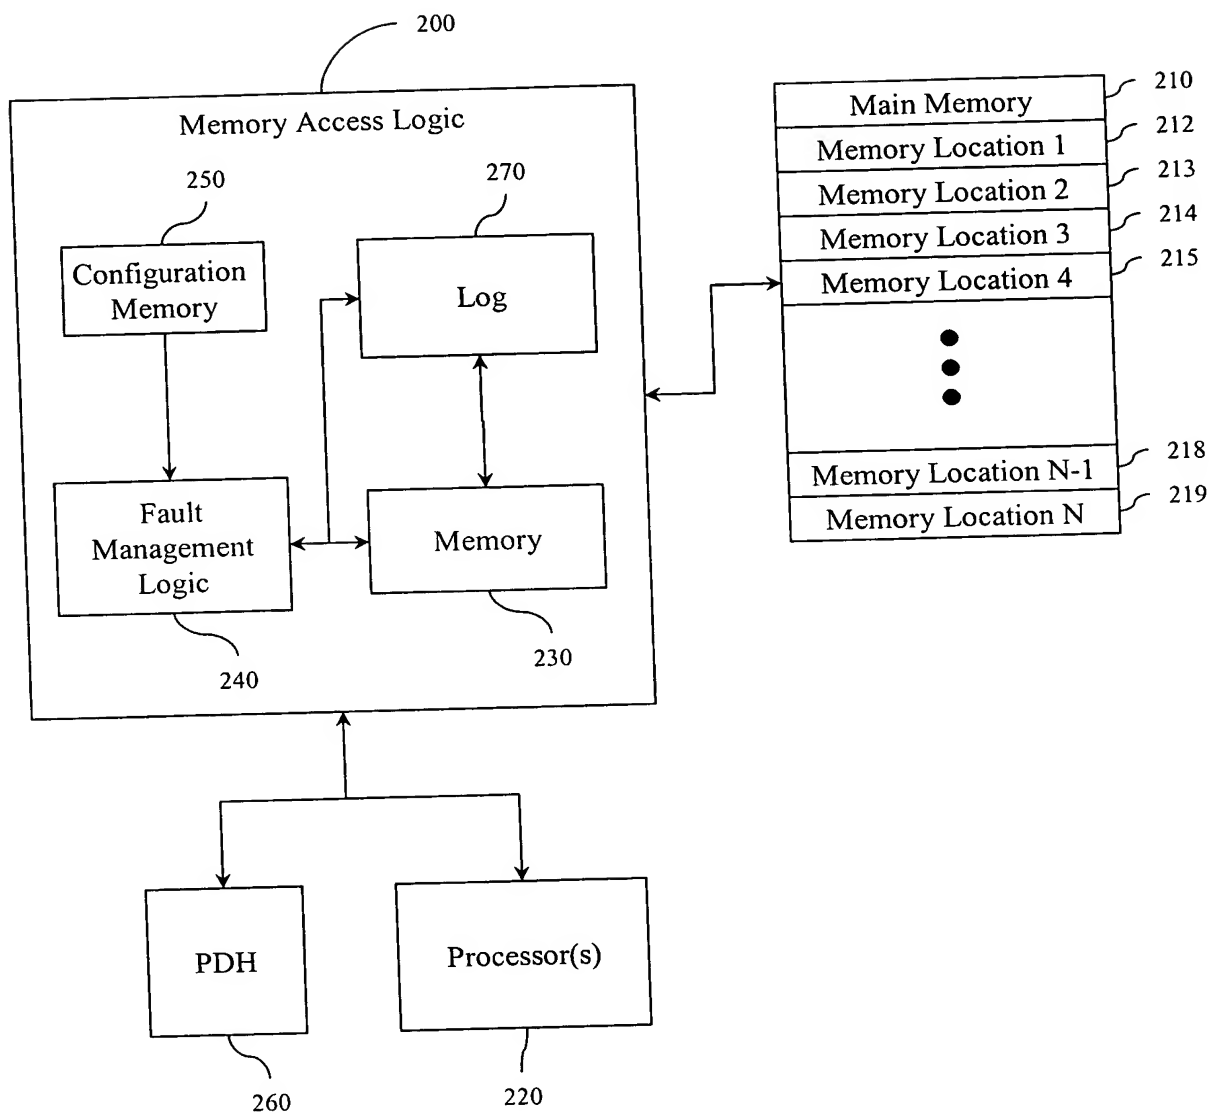 200
Memory Access Logic
250
270
Configuration
Memory
Log
Fault
Management
Logic
Memory
240
230
Main Memory
210
Memory Location 1
212
Memory Location 2
213
Memory Location 3
214
Memory Location 4
215
Memory Location N-1
218
Memory Location N
219
PDH
Processor(s)
260
220